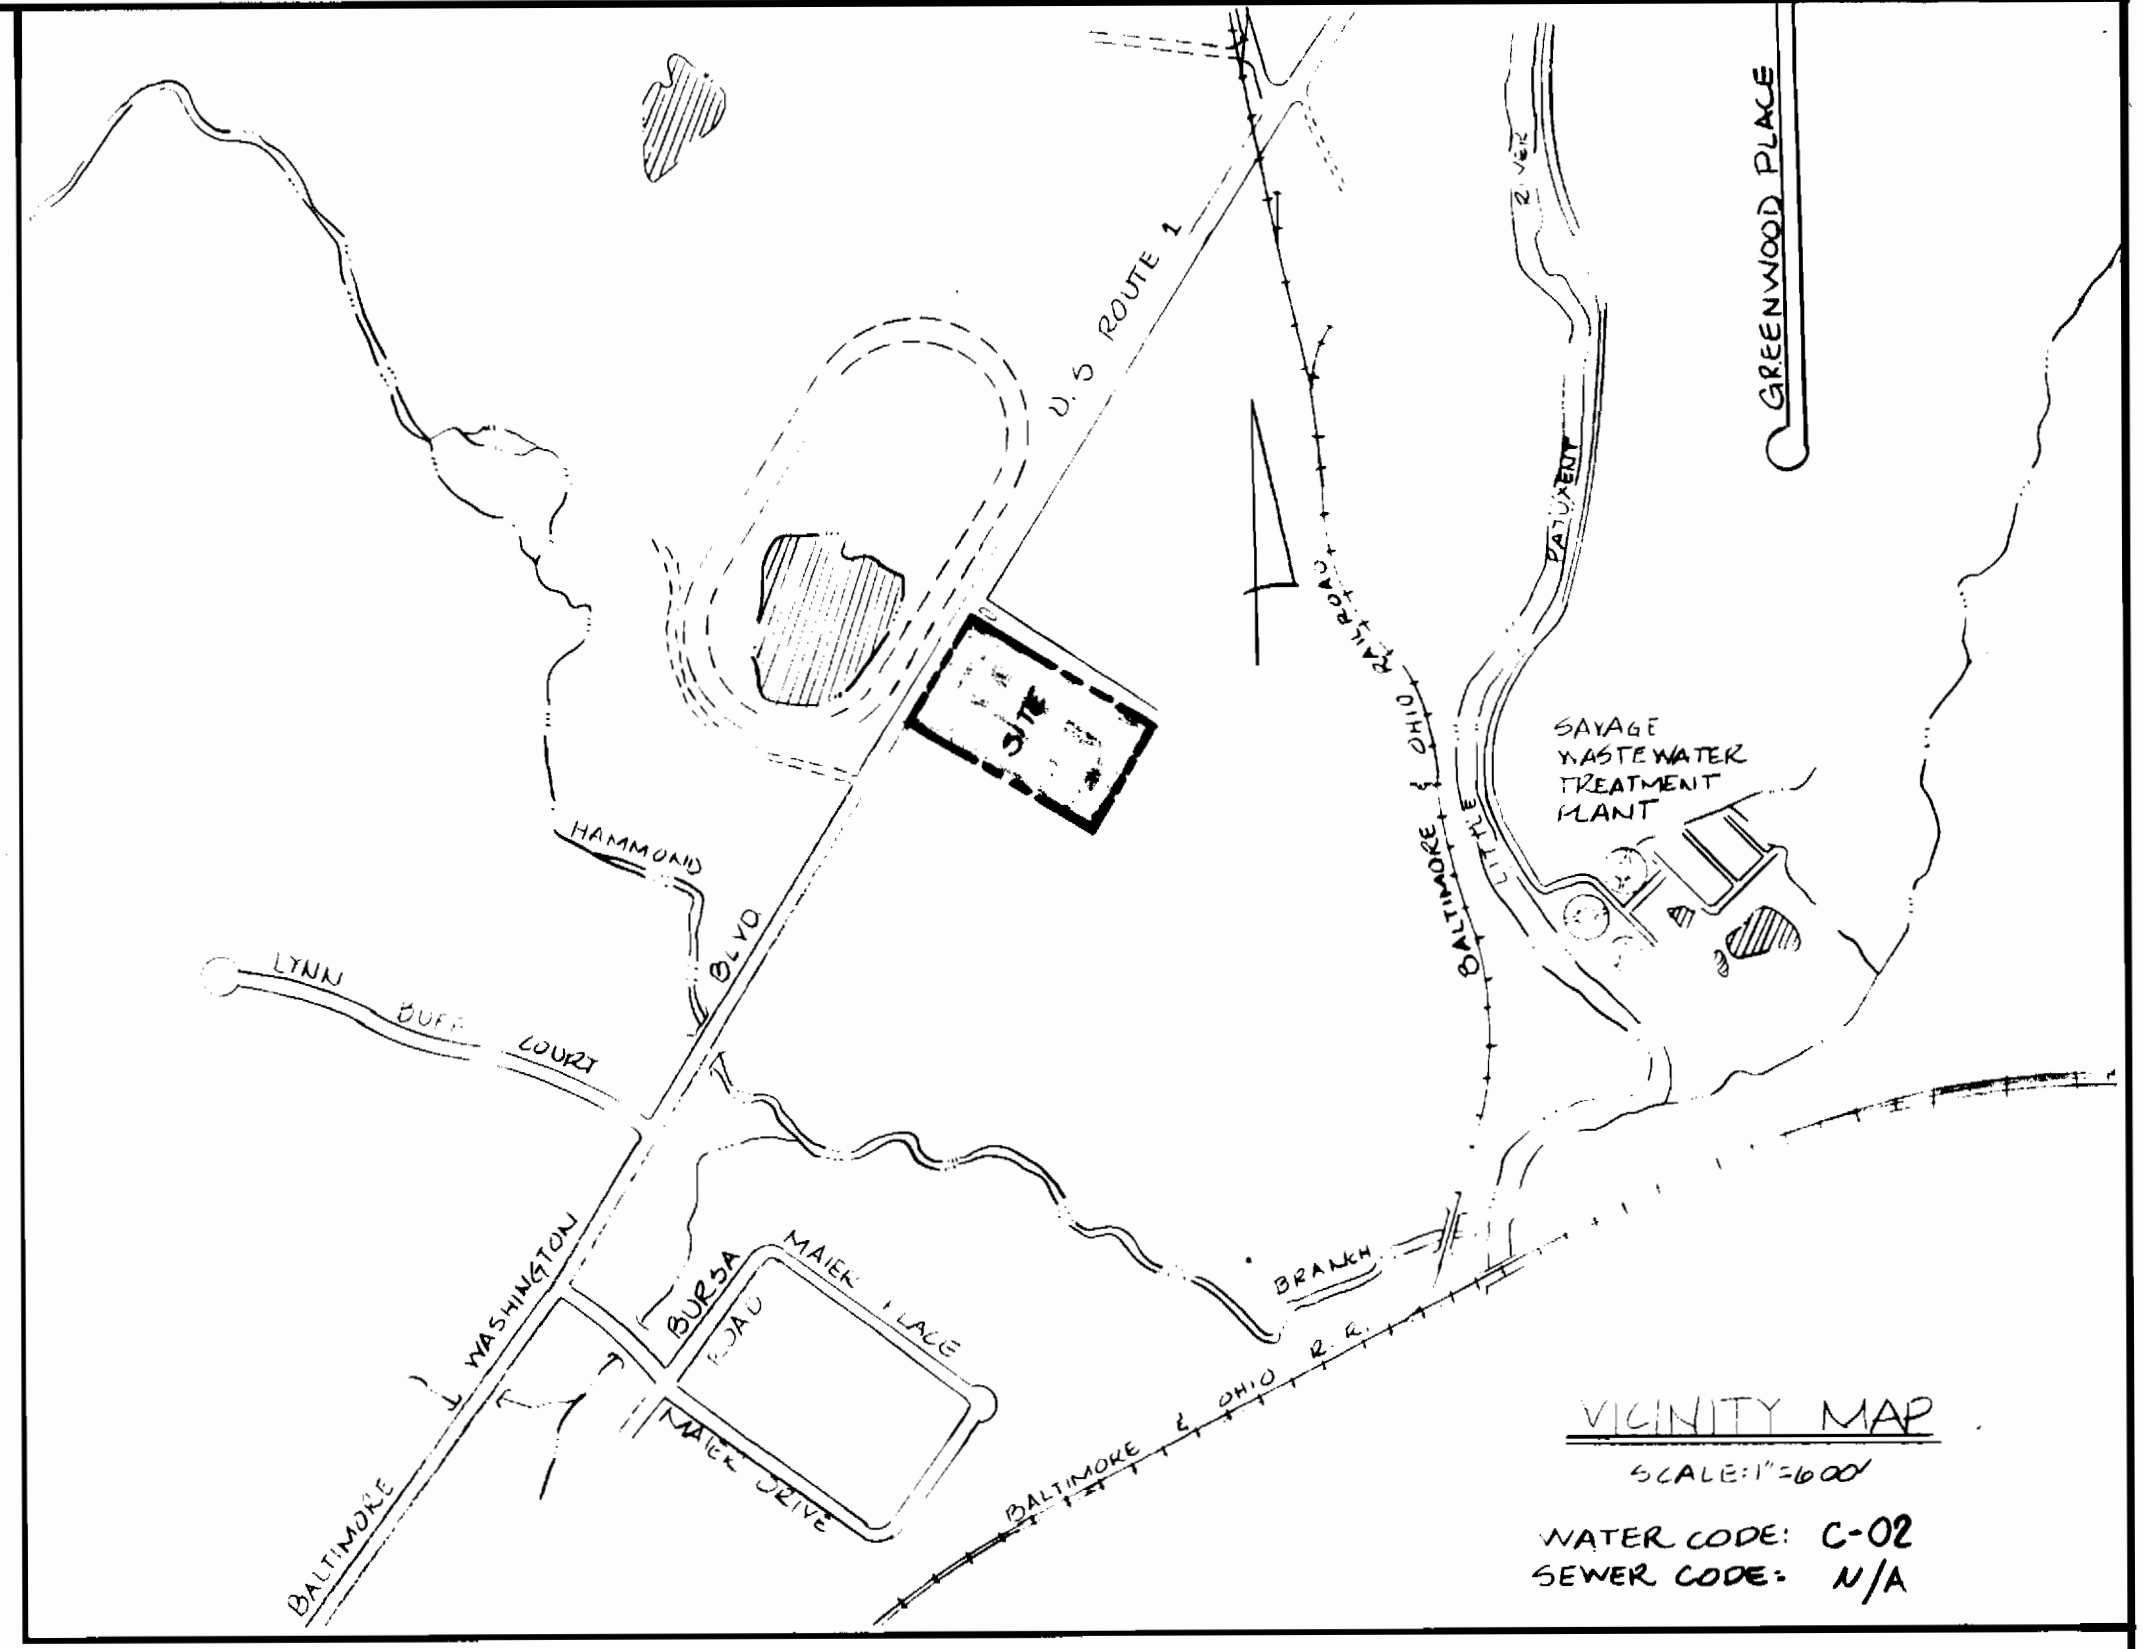 GREENWOOD PLACE
RIVER
U.S ROUTE 1
PATUXENT
LITTLE
BALTIMORE & OHIO RAILROAD
SITE
SAVAGE
WASTEWATER
TREATMENT
PLANT
HAMMOND
BRANCH
LYNN BUFF COURT
BALTIMORE WASHINGTON BLVD
BURSA
ROAD
MAIER PLACE
MAIER DRIVE
BALTIMORE & OHIO R.R.
VICINITY MAP
SCALE: 1"=600'
WATER CODE: C-02
SEWER CODE: N/A